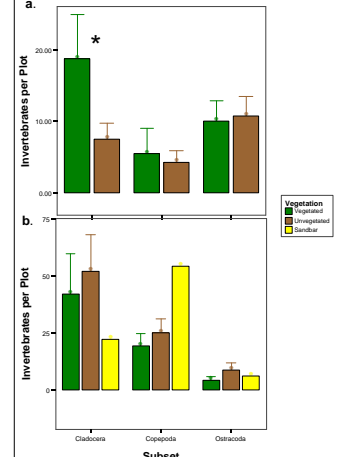 a.
Invertebrates per Plot
20.00
10.00
0.00
*
Vegetation
Vegetated
Unvegetated
Sandbar
b.
Invertebrates per Plot
75
50
25
0
Cladocera Copepoda Ostracoda
Subset